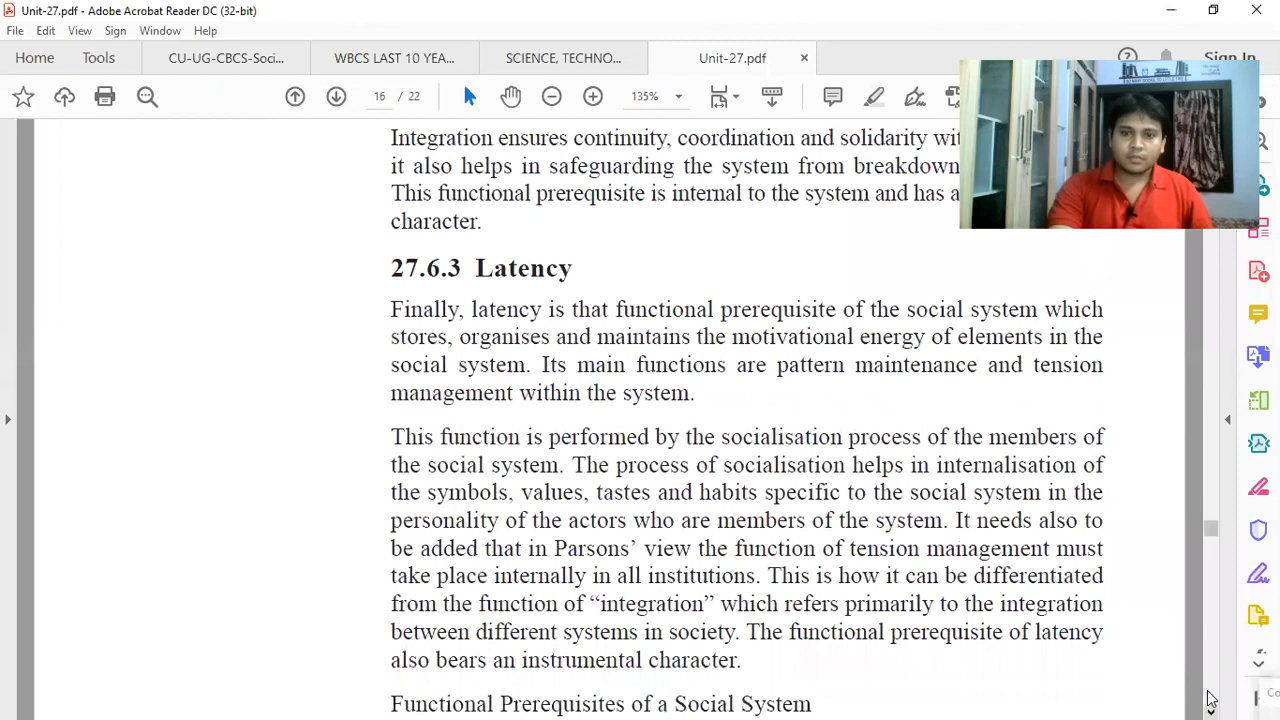 Unit-27.pdf - Adobe Acrobat Reader DC (32-bit)
File Edit View Sign Window Help
Home Tools CU-UG-CBCS-Soci... WBCS LAST 10 YEA... SCIENCE, TECHNO... Unit-27.pdf × Sign In
16 / 22 135%
Integration ensures continuity, coordination and solidarity
it also helps in safeguarding the system from breakdown
This functional prerequisite is internal to the system and has a
character.
27.6.3 Latency
Finally, latency is that functional prerequisite of the social system which
stores, organises and maintains the motivational energy of elements in the
social system. Its main functions are pattern maintenance and tension
management within the system.
This function is performed by the socialisation process of the members of
the social system. The process of socialisation helps in internalisation of
the symbols, values, tastes and habits specific to the social system in the
personality of the actors who are members of the system. It needs also to
be added that in Parsons’ view the function of tension management must
take place internally in all institutions. This is how it can be differentiated
from the function of “integration” which refers primarily to the integration
between different systems in society. The functional prerequisite of latency
also bears an instrumental character.
Functional Prerequisites of a Social System